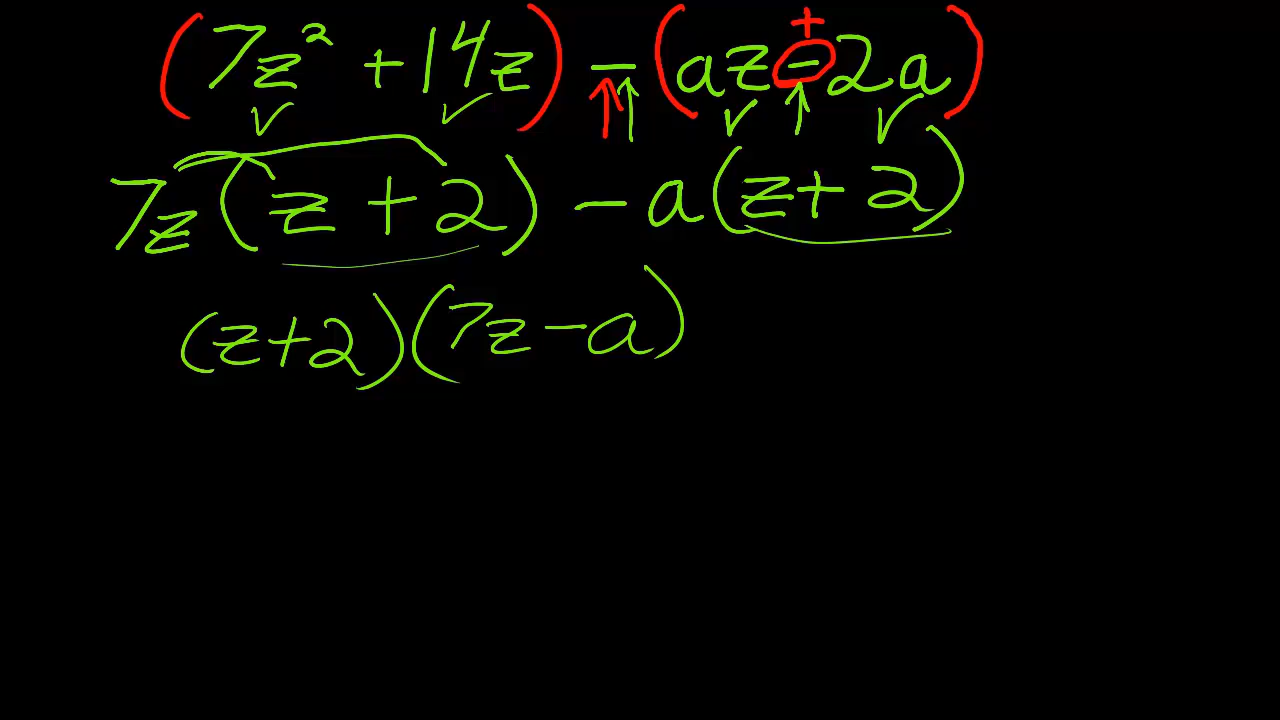 (7z² + 14z) - (az - 2a) +
7z(z + 2) - a(z + 2)
(z+2)(7z - a)